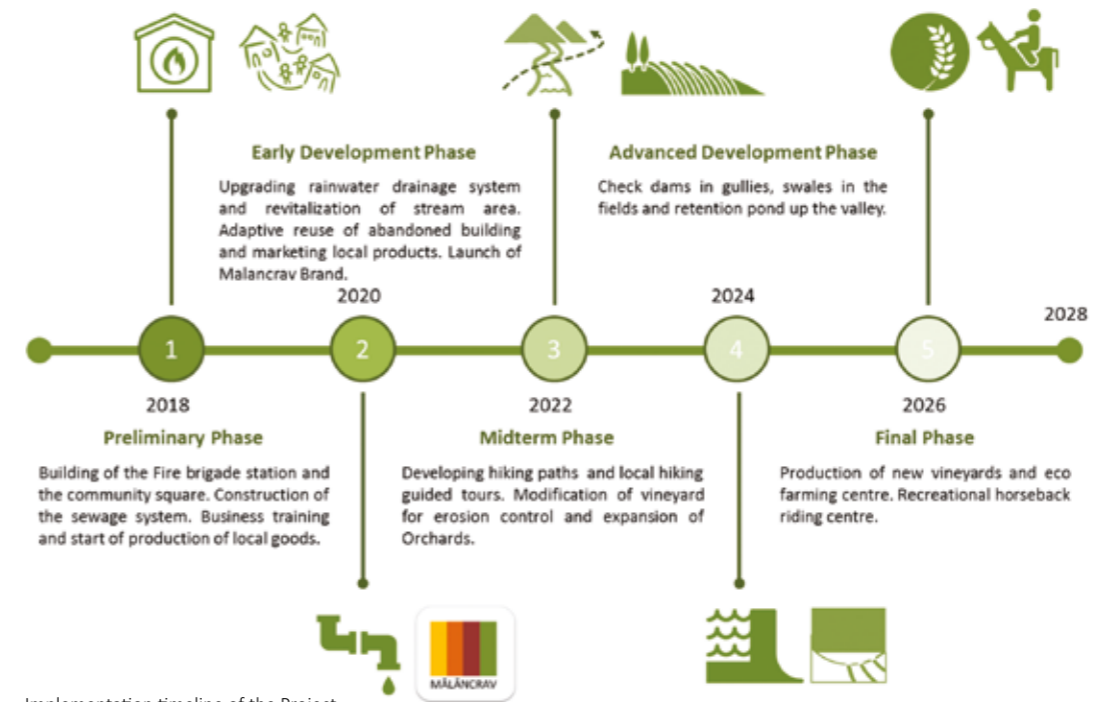 Early Development Phase
Upgrading rainwater drainage system
and revitalization of stream area.
Adaptive reuse of abandoned building
and marketing local products. Launch of
Malancrav Brand.
2020
Advanced Development Phase
Check dams in gullies, swales in the
fields and retention pond up the valley.
2024
2028
1
2
3
4
5
2018
Preliminary Phase
Building of the Fire brigade station and
the community square. Construction of
the sewage system. Business training
and start of production of local goods.
2022
Midterm Phase
Developing hiking paths and local hiking
guided tours. Modification of vineyard
for erosion control and expansion of
Orchards.
2026
Final Phase
Production of new vineyards and eco
farming centre. Recreational horseback
riding centre.
MĂLÂNCRAV
Implementation timeline of the Project